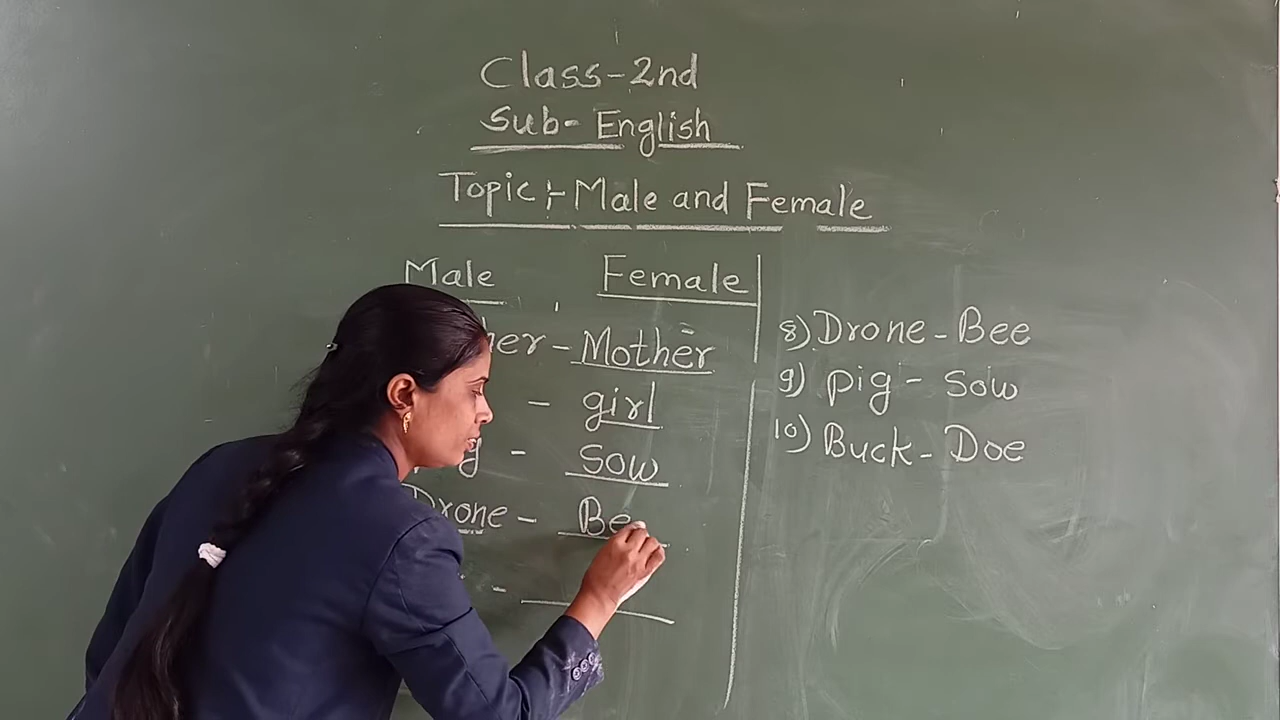 Class-2nd
Sub- English
Topic:- Male and Female
Male Female
- Mother
- girl
- Sow
Drone - Be
-
8) Drone - Bee
9) Pig - Sow
10) Buck - Doe